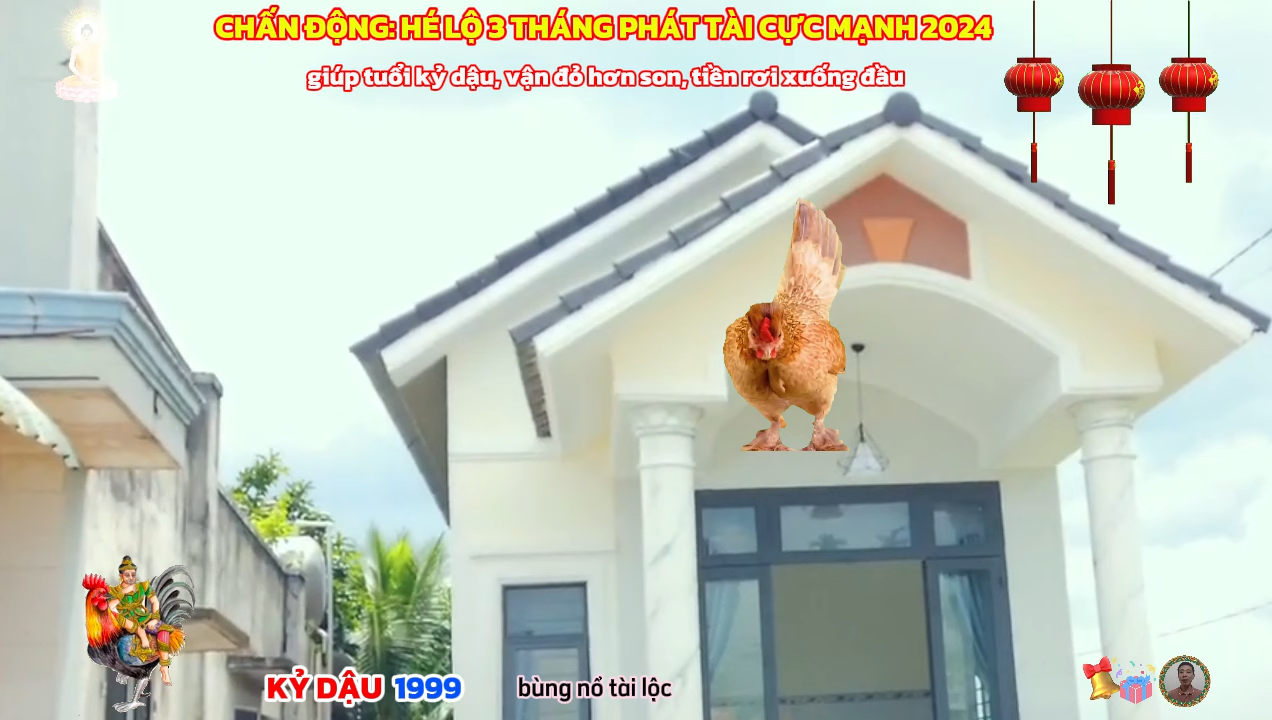 CHẤN ĐỘNG: HÉ LỘ 3 THÁNG PHÁT TÀI CỰC MẠNH 2024
giúp tuổi kỷ dậu, vận đỏ hơn son, tiền rơi xuống đầu
KỶ DẬU 1999 bùng nổ tài lộc